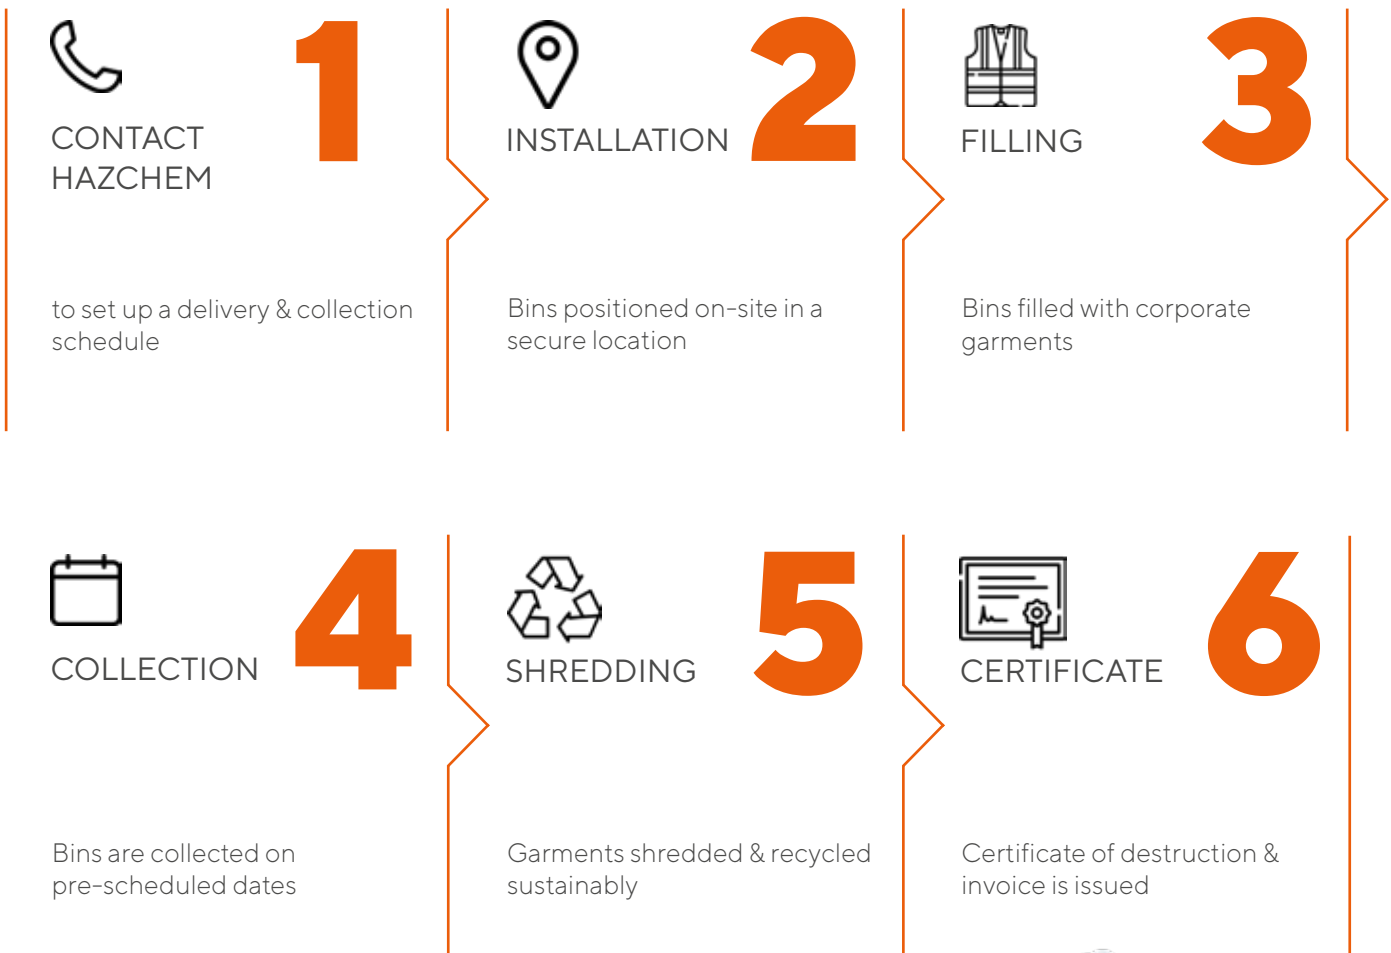 1
CONTACT
HAZCHEM
to set up a delivery & collection
schedule
2
INSTALLATION
Bins positioned on-site in a
secure location
3
FILLING
Bins filled with corporate
garments
4
COLLECTION
Bins are collected on
pre-scheduled dates
5
SHREDDING
Garments shredded & recycled
sustainably
6
CERTIFICATE
Certificate of destruction &
invoice is issued